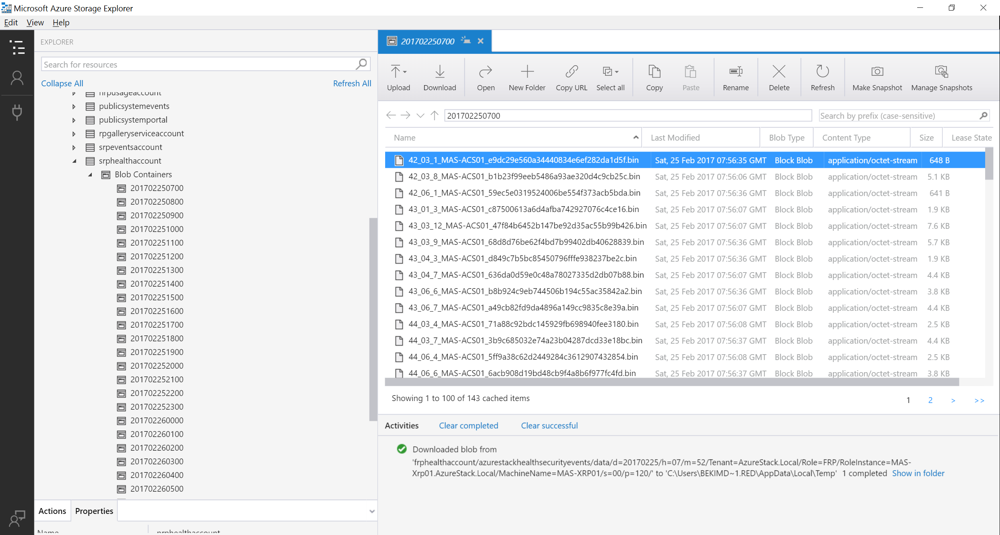 Microsoft Azure Storage Explorer
Edit View Help
EXPLORER
Search for resources
Collapse All Refresh All
nrpusageaccount
publicsystemevents
publicsystemportal
rpgalleryserviceaccount
srpeventsaccount
srphealthaccount
Blob Containers
201702250700
201702250800
201702250900
201702251000
201702251100
201702251200
201702251300
201702251400
201702251500
201702251600
201702251700
201702251800
201702251900
201702252000
201702252100
201702252200
201702252300
201702260000
201702260100
201702260200
201702260300
201702260400
201702260500
Actions Properties
Name nrphealthaccount
201702250700
Upload Download Open New Folder Copy URL Select all Copy Paste Rename Delete Refresh Make Snapshot Manage Snapshots
201702250700 Search by prefix (case-sensitive)
Name Last Modified Blob Type Content Type Size Lease State
42_03_1_MAS-ACS01_e9dc29e560a34440834e6ef282da1d5f.bin Sat, 25 Feb 2017 07:56:35 GMT Block Blob application/octet-stream 648 B
42_03_8_MAS-ACS01_b1b23f99eeb5486a93ae320d4c9cb25c.bin Sat, 25 Feb 2017 07:56:06 GMT Block Blob application/octet-stream 5.1 KB
42_06_1_MAS-ACS01_59ec5e0319524006be554f373acb5bda.bin Sat, 25 Feb 2017 07:56:36 GMT Block Blob application/octet-stream 641 B
43_01_3_MAS-ACS01_c87500613a6d4afba742927076c4ce16.bin Sat, 25 Feb 2017 07:56:07 GMT Block Blob application/octet-stream 1.9 KB
43_03_12_MAS-ACS01_47f84b6452b147be92d35ac55b99b426.bin Sat, 25 Feb 2017 07:56:07 GMT Block Blob application/octet-stream 7.6 KB
43_03_9_MAS-ACS01_68d8d76be62f4bd7b99402db40628839.bin Sat, 25 Feb 2017 07:56:36 GMT Block Blob application/octet-stream 5.7 KB
43_04_3_MAS-ACS01_d849c7b5bc85450796fffe938237be2c.bin Sat, 25 Feb 2017 07:56:36 GMT Block Blob application/octet-stream 1.9 KB
43_04_7_MAS-ACS01_636da0d59e0c48a78027335d2db07b88.bin Sat, 25 Feb 2017 07:56:07 GMT Block Blob application/octet-stream 4.4 KB
43_06_6_MAS-ACS01_b8b924c9eb744506b194c55ac35842a2.bin Sat, 25 Feb 2017 07:56:36 GMT Block Blob application/octet-stream 3.8 KB
43_06_7_MAS-ACS01_a49cb82fd9da4896a149cc9835c8e39a.bin Sat, 25 Feb 2017 07:56:07 GMT Block Blob application/octet-stream 4.4 KB
44_03_4_MAS-ACS01_71a88c92bdc145929fb698940fee3180.bin Sat, 25 Feb 2017 07:56:08 GMT Block Blob application/octet-stream 2.5 KB
44_03_7_MAS-ACS01_3b9c685032e74a23b04287dcd33e18bc.bin Sat, 25 Feb 2017 07:56:37 GMT Block Blob application/octet-stream 4.4 KB
44_06_4_MAS-ACS01_5ff9a38c62d2449284c3612907432854.bin Sat, 25 Feb 2017 07:56:08 GMT Block Blob application/octet-stream 2.5 KB
44_06_6_MAS-ACS01_6acb908d19bd48cb9f4a8b6f977fc4fd.bin Sat, 25 Feb 2017 07:56:37 GMT Block Blob application/octet-stream 3.8 KB
Showing 1 to 100 of 143 cached items
1 2 > >>
Activities Clear completed Clear successful
Downloaded blob from
'frphealthaccount/azurestackhealthsecurityevents/data/d=20170225/h=07/m=52/Tenant=AzureStack.Local/Role=FRP/RoleInstance=MAS-
Xrp01.AzureStack.Local/MachineName=MAS-XRP01/s=00/p=120/' to 'C:\Users\BEKIMD~1.RED\AppData\Local\Temp' 1 completed Show in folder